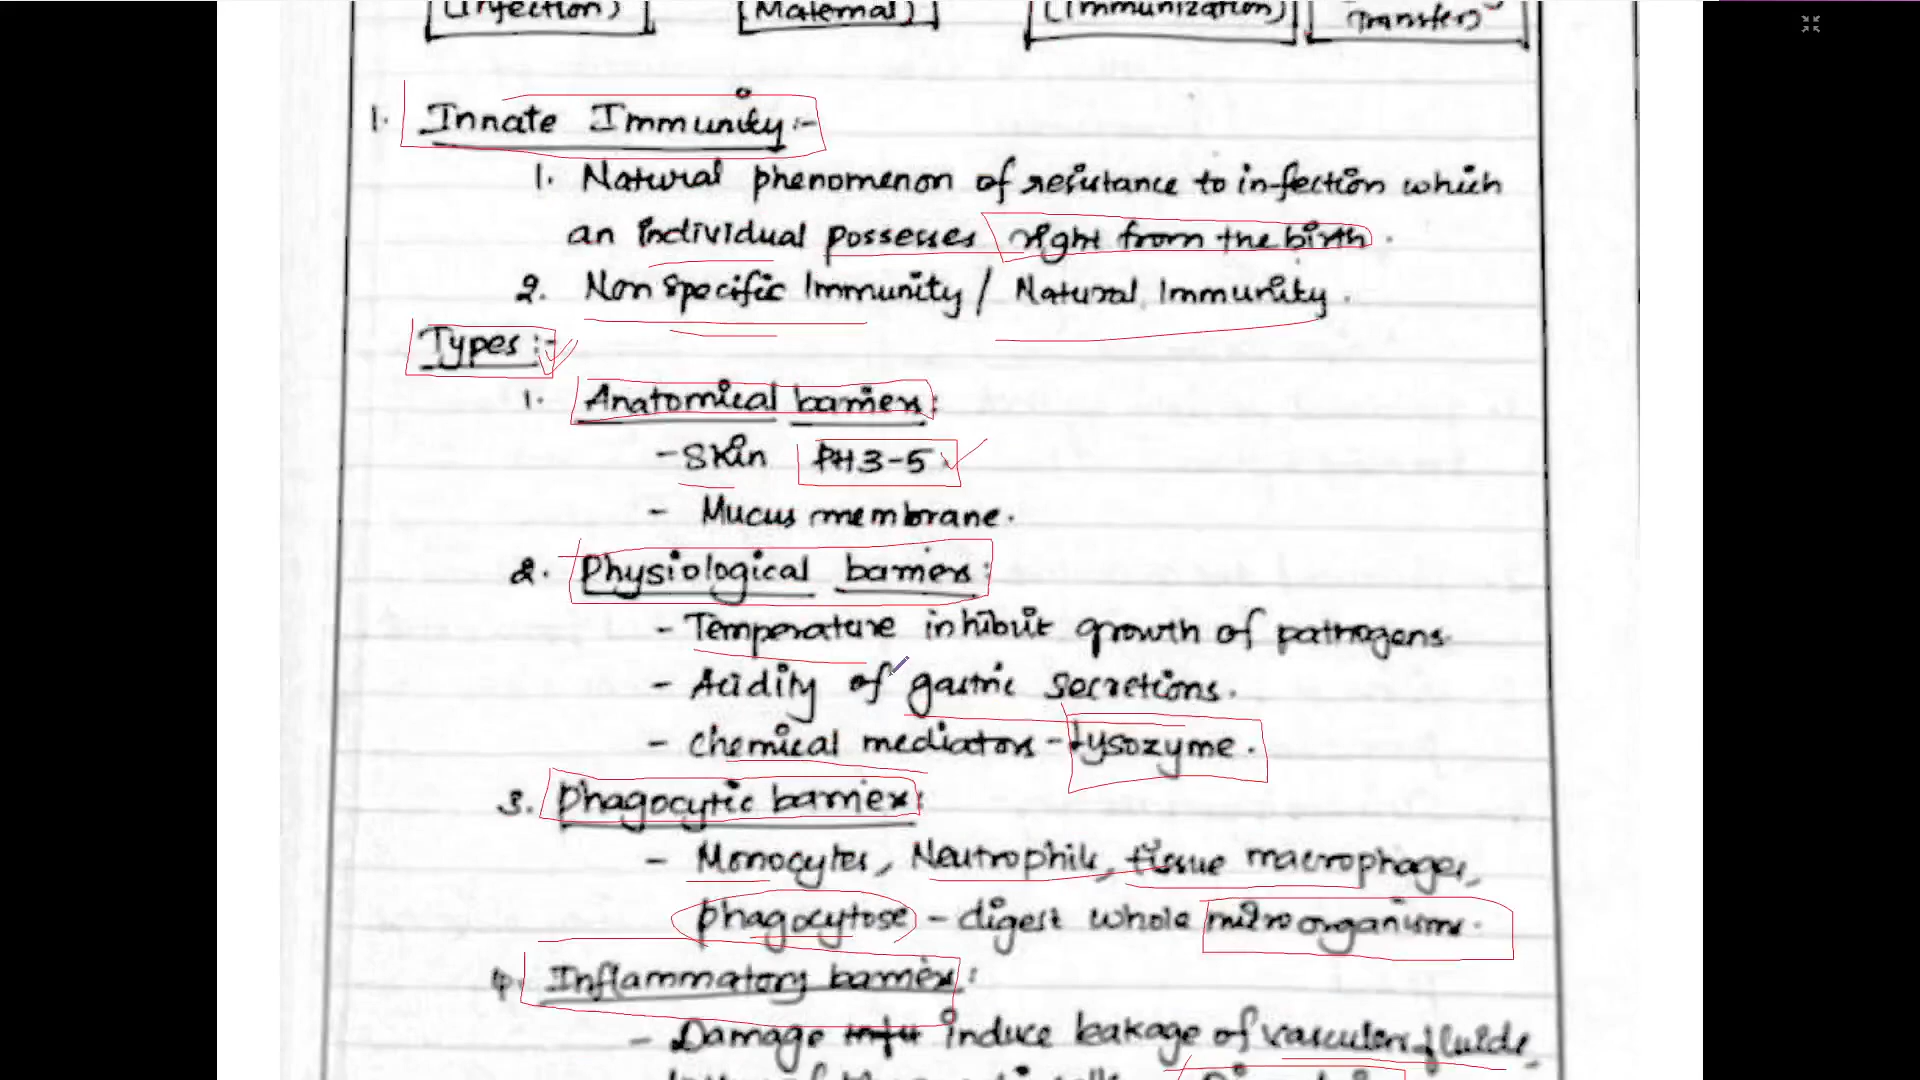 (Infection)
(Maternal)
(Immunization)
Transfer)
1. Innate Immunity:-
1. Natural phenomenon of resistance to infection which
an individual possesses right from the birth.
2. Non specific Immunity / Natural Immunity.
Types:-
1. Anatomical barriers:
- Skin PH 3-5
- Mucus membrane.
2. Physiological barriers:
- Temperature inhibit growth of pathogens
- Acidity of gastric secretions.
- Chemical mediators - Lysozyme.
3. Phagocytic barrier:
- Monocytes, Neutrophils, tissue macrophages,
phagocytose - digest whole microorganisms.
4. Inflammatory barrier:
- Damage induce leakage of vascular fluids,